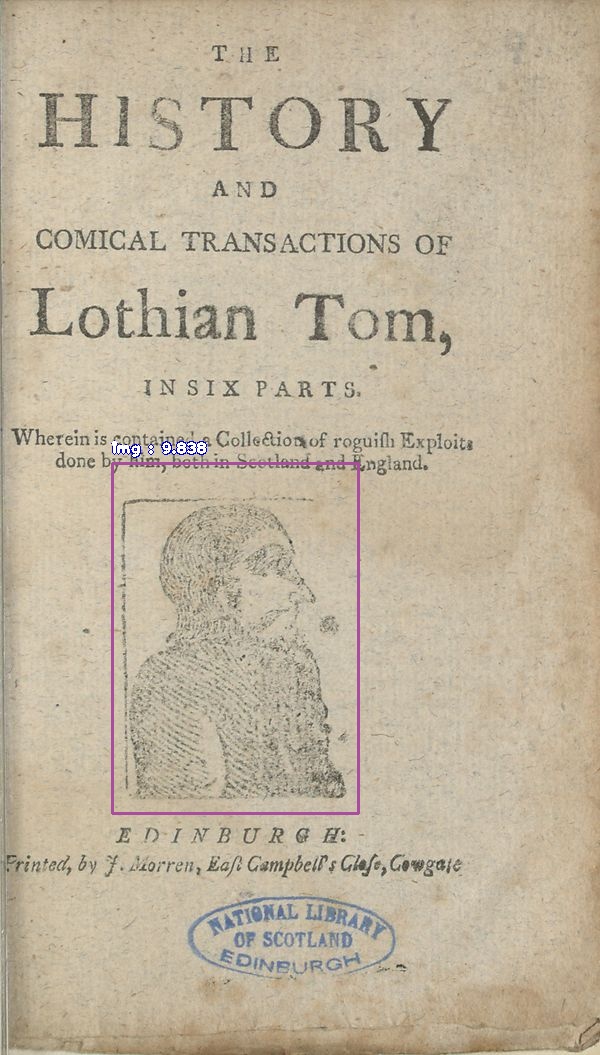 THE
HISTORY
AND
COMICAL TRANSACTIONS OF
Lothian Tom,
IN SIX PARTS.
Wherein is contained a Collection of roguiſh Exploits
img : 9.838
done by him, both in Scotland and England.
EDINBURGH:
Printed, by J. Morren, Eaſt Campbell's Cloſe, Cowgate
NATIONAL LIBRARY
OF SCOTLAND
EDINBURGH